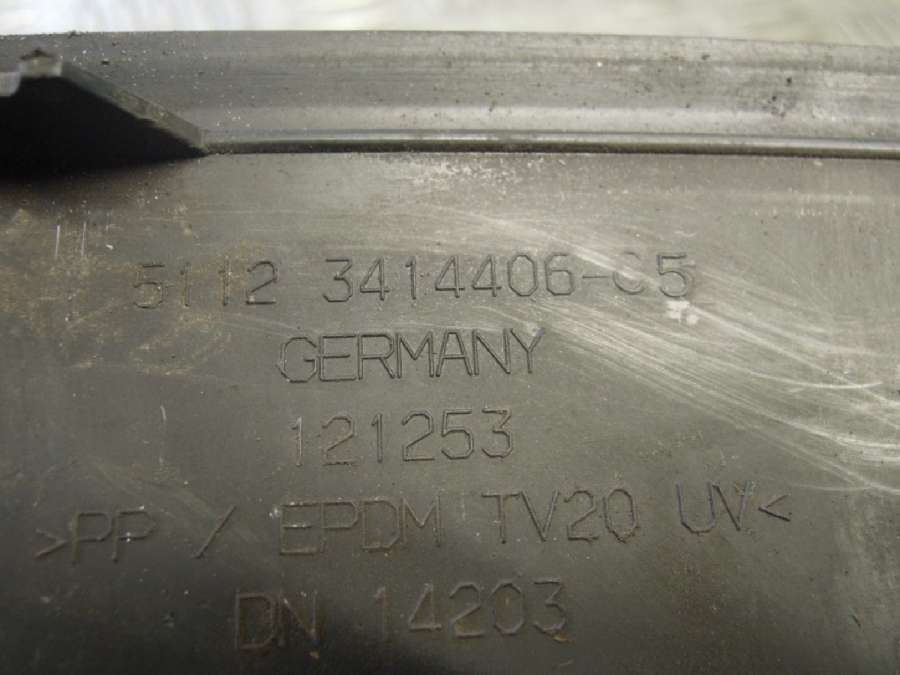 5112 3414406-05
GERMANY
121253
>PP / EPDM TV20 UV<
DN 14203